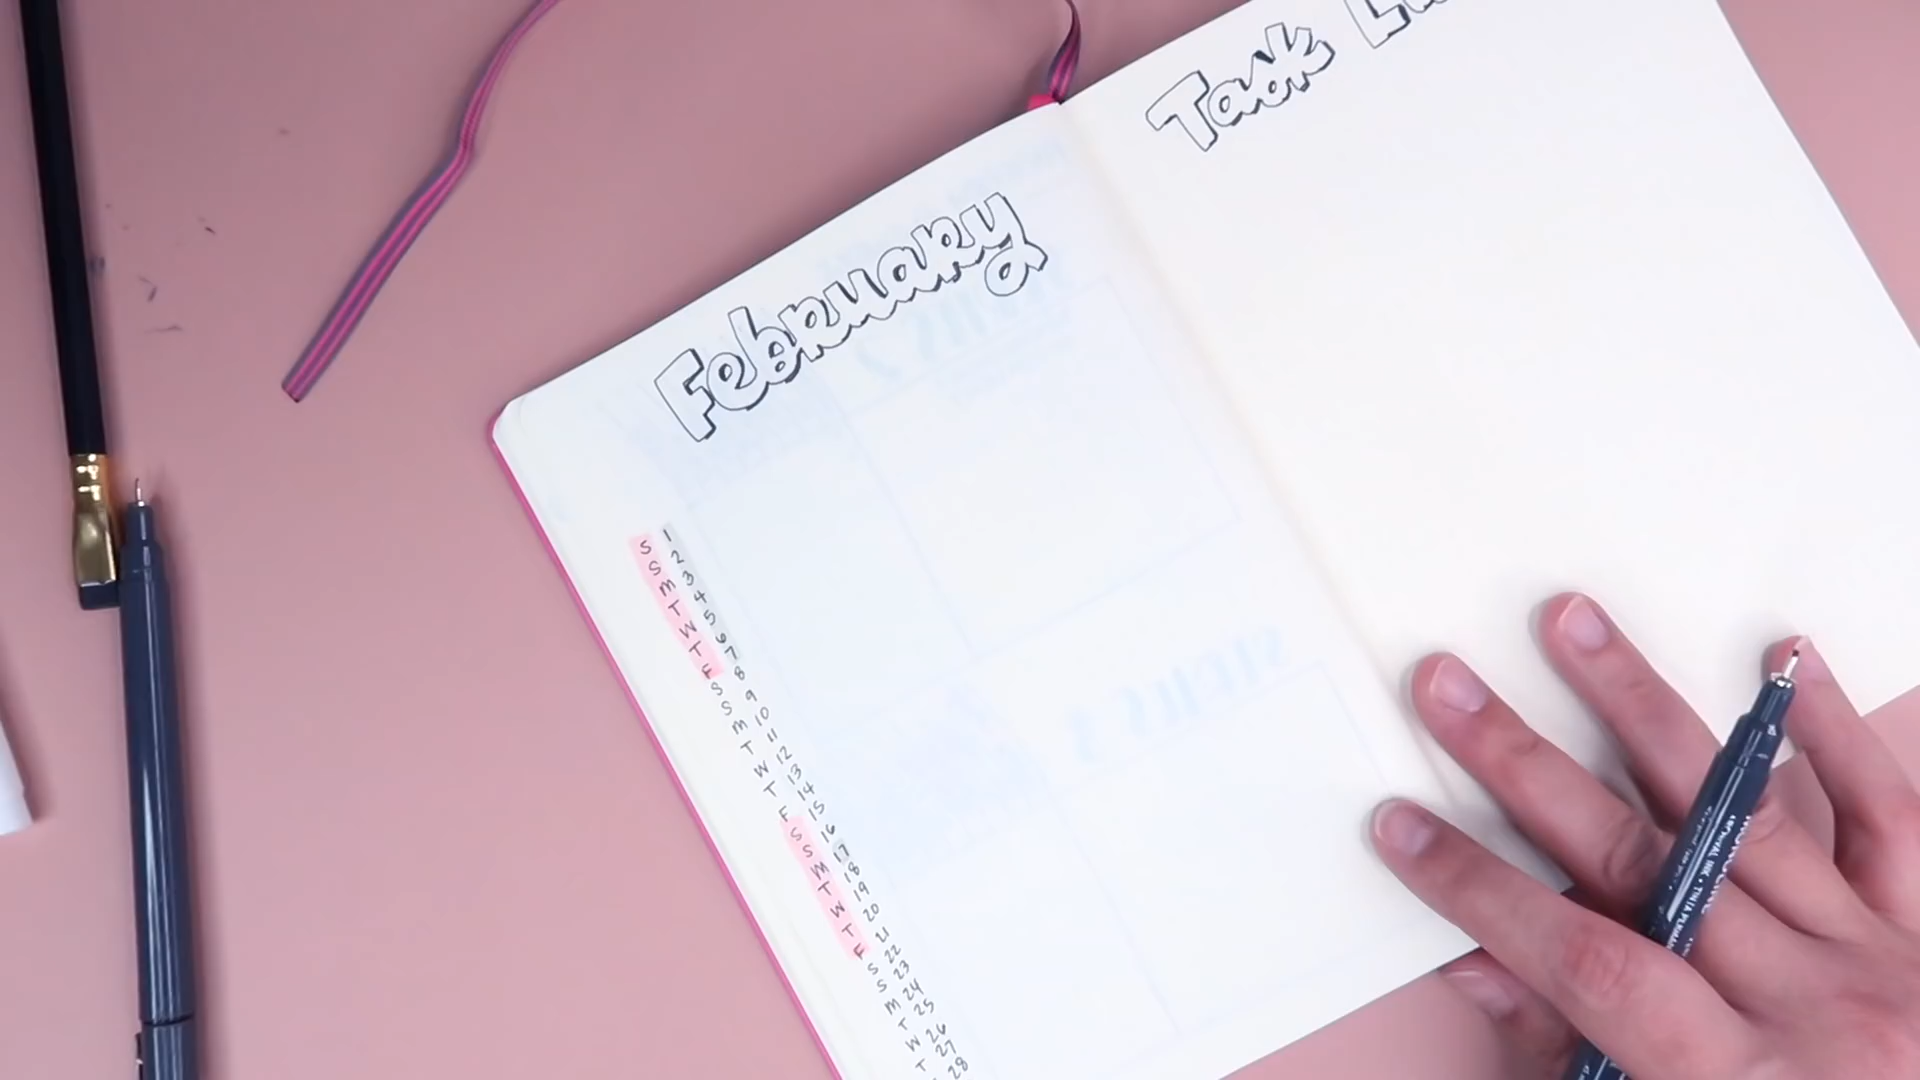 February
Task
S 1
S 2
M 3
T 4
W 5
T 6
F 7
S 8
S 9
M 10
T 11
W 12
T 13
F 14
S 15
S 16
M 17
T 18
W 19
T 20
F 21
S 22
S 23
M 24
T 25
W 26
T 27
28